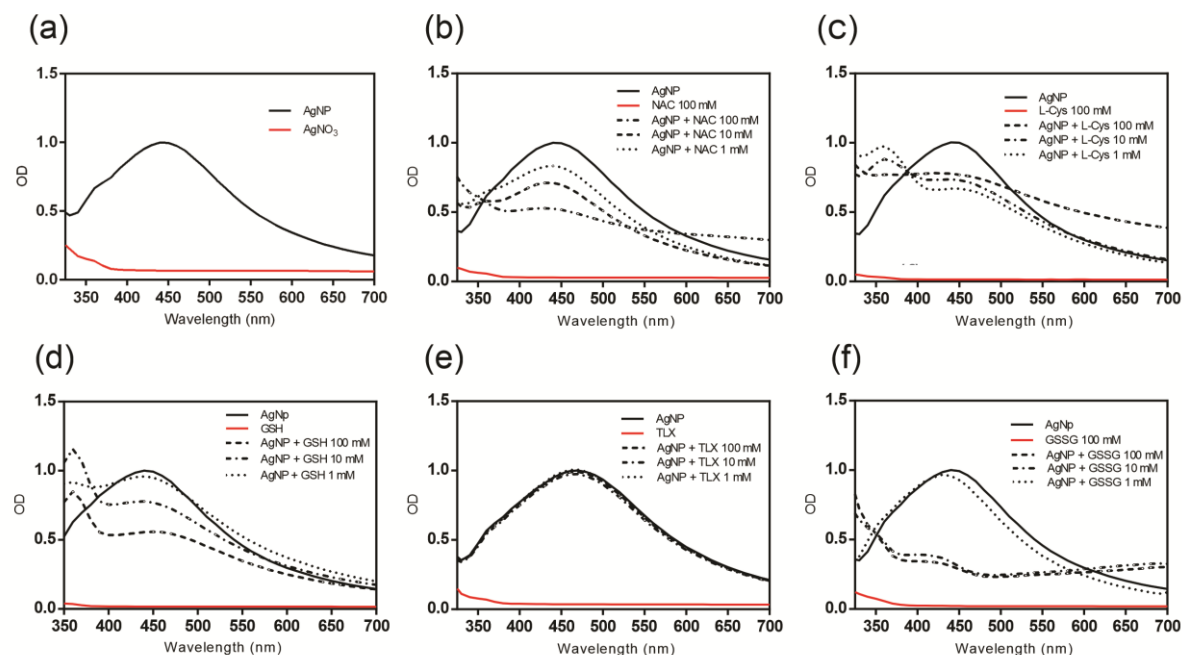 (a)
1.5
1.0
0.5
0.0
OD
350 400 450 500 550 600 650 700
Wavelength (nm)
AgNP
AgNO3
(b)
1.5
1.0
0.5
0.0
OD
350 400 450 500 550 600 650 700
Wavelength (nm)
AgNP
NAC 100 mM
AgNP + NAC 100 mM
AgNP + NAC 10 mM
AgNP + NAC 1 mM
(c)
1.5
1.0
0.5
0.0
OD
350 400 450 500 550 600 650 700
Wavelength (nm)
AgNP
L-Cys 100 mM
AgNP + L-Cys 100 mM
AgNP + L-Cys 10 mM
AgNP + L-Cys 1 mM
(d)
1.5
1.0
0.5
0.0
OD
350 400 450 500 550 600 650 700
Wavelength (nm)
AgNp
GSH
AgNP + GSH 100 mM
AgNP + GSH 10 mM
AgNP + GSH 1 mM
(e)
1.5
1.0
0.5
0.0
OD
350 400 450 500 550 600 650 700
Wavelength (nm)
AgNP
TLX
AgNP + TLX 100 mM
AgNP + TLX 10 mM
AgNP + TLX 1 mM
(f)
1.5
1.0
0.5
0.0
OD
350 400 450 500 550 600 650 700
Wavelength (nm)
AgNp
GSSG 100 mM
AgNP + GSSG 100 mM
AgNP + GSSG 10 mM
AgNP + GSSG 1 mM